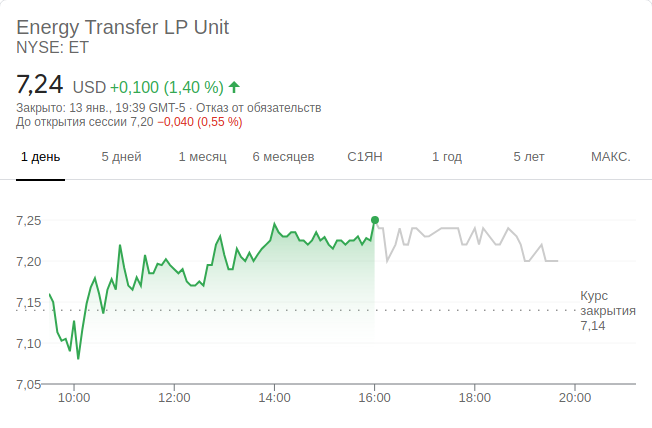 Energy Transfer LP Unit
NYSE: ET
7,24 USD +0,100 (1,40 %)
Закрыто: 13 янв., 19:39 GMT-5 · Отказ от обязательств
До открытия сессии 7,20 −0,040 (0,55 %)
1 день 5 дней 1 месяц 6 месяцев С1ЯН 1 год 5 лет МАКС.
7,25
7,20
7,15
7,10
7,05
Курс
закрытия
7,14
10:00 12:00 14:00 16:00 18:00 20:00